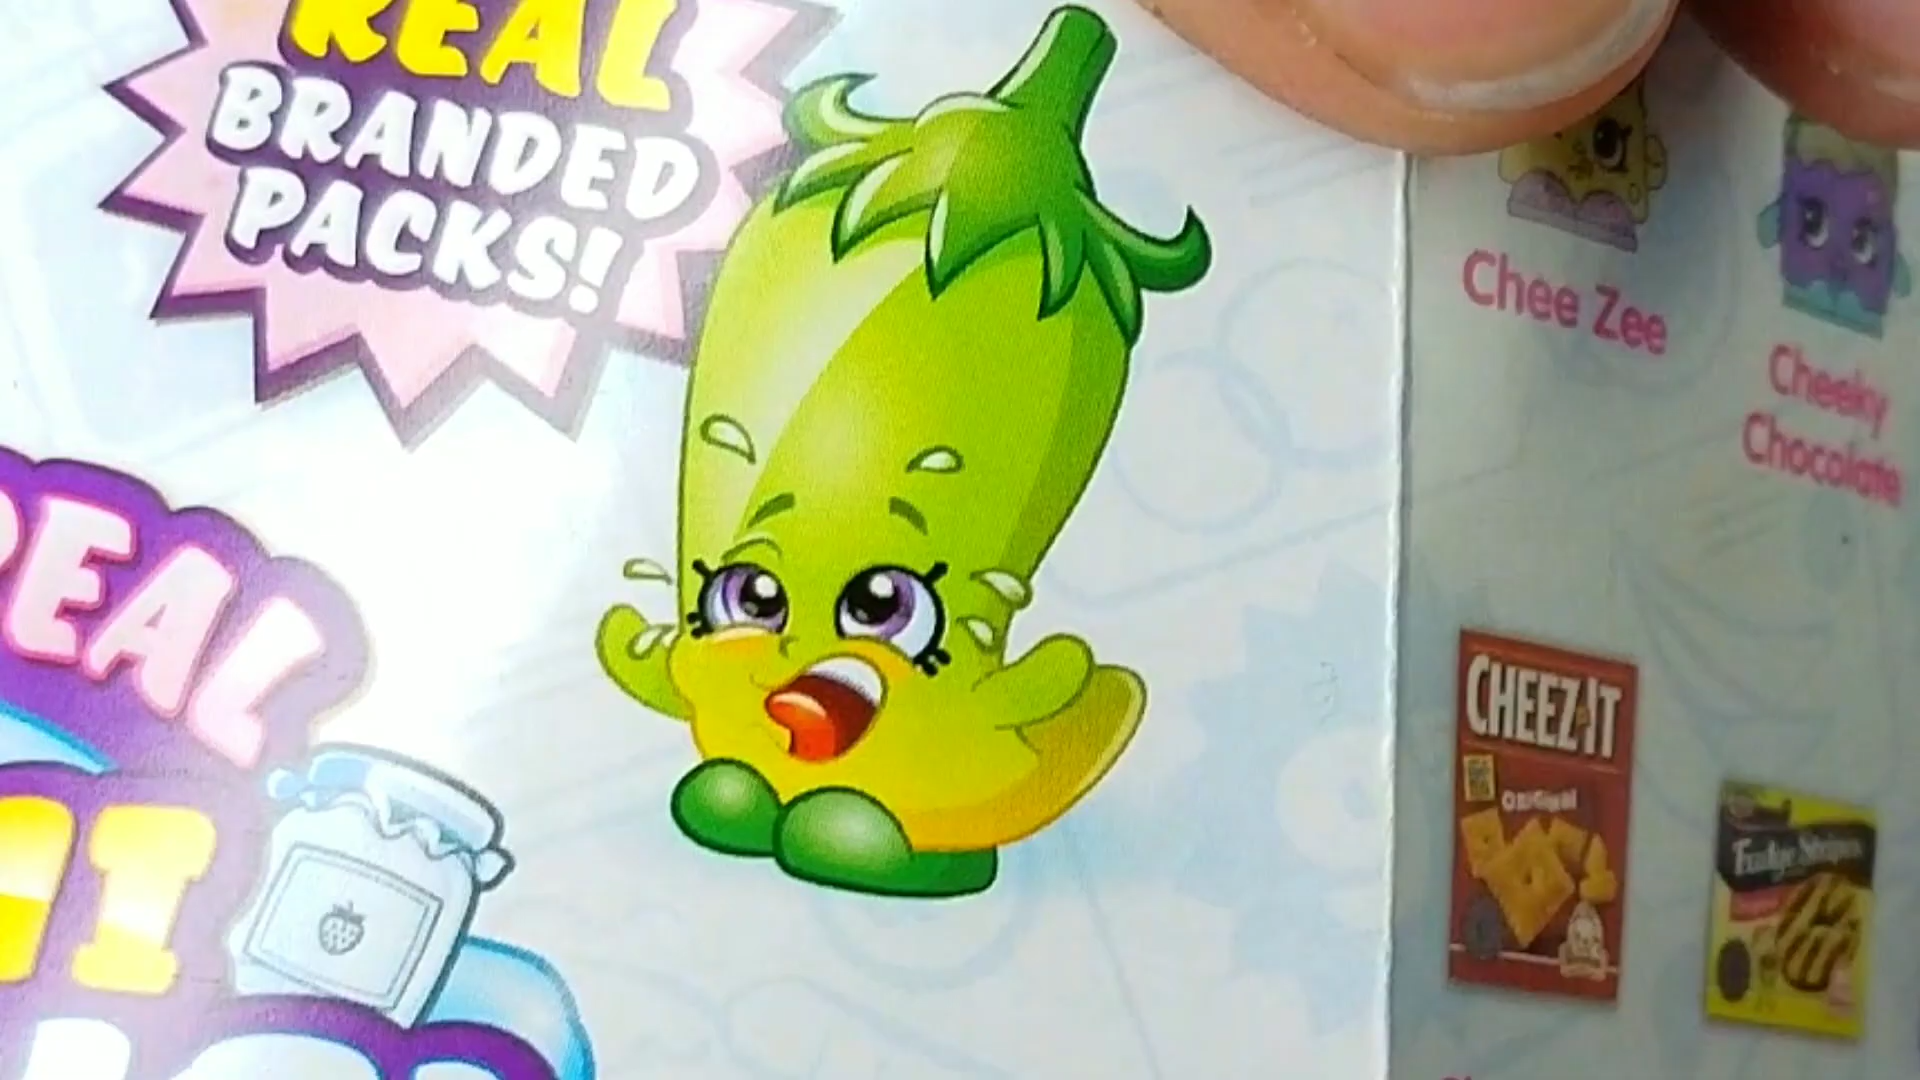 REAL
BRANDED
PACKS!
Chee Zee
Cheeky
Chocolate
CHEEZ-IT
ORIGINAL
Fudge Stripes